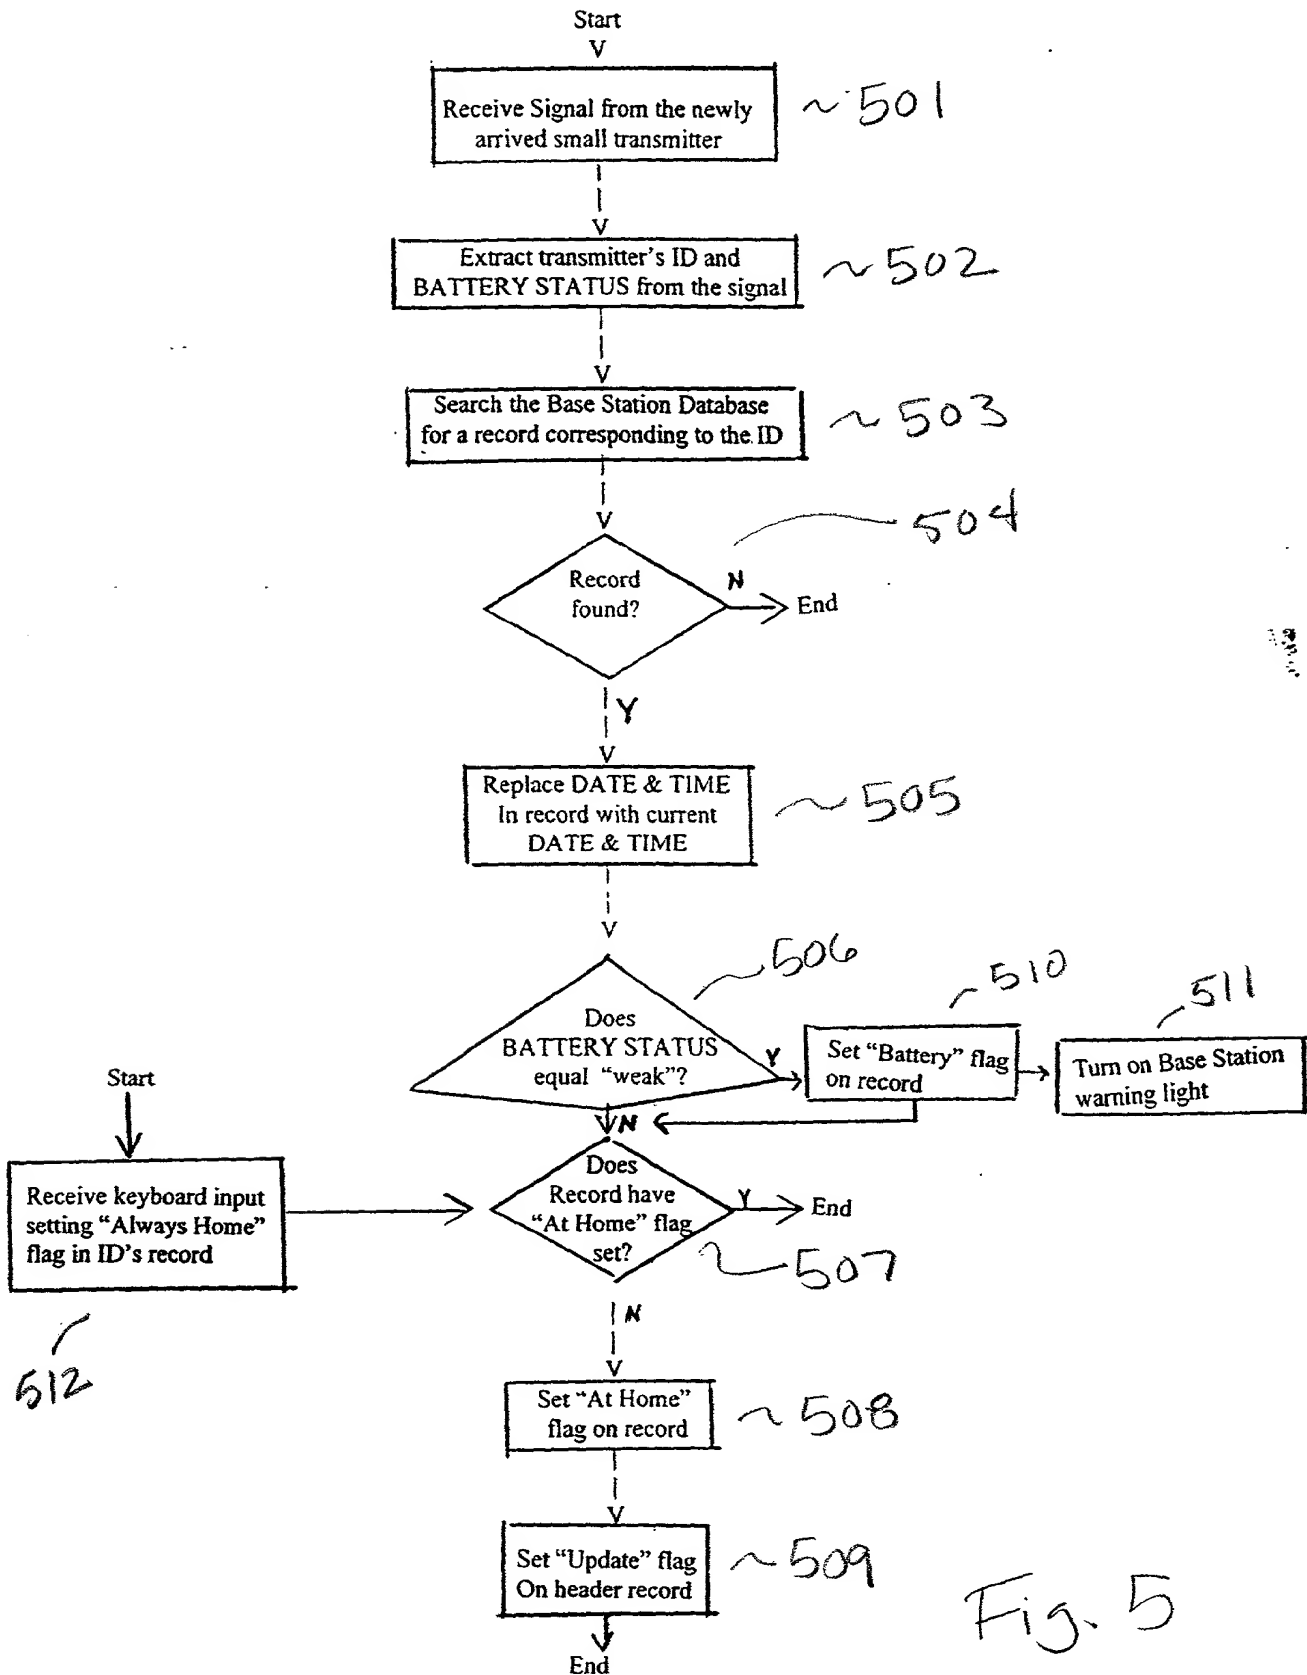 Start
V
Receive Signal from the newly
arrived small transmitter
~501
V
Extract transmitter's ID and
BATTERY STATUS from the signal
~502
V
Search the Base Station Database
for a record corresponding to the ID
~503
V
504
Record
found?
N
End
Y
V
Replace DATE & TIME
In record with current
DATE & TIME
~505
V
~506
Does
BATTERY STATUS
equal "weak"?
Y
510
Set "Battery" flag
on record
511
Turn on Base Station
warning light
N
Start
Receive keyboard input
setting "Always Home"
flag in ID's record
512
Does
Record have
"At Home" flag
set?
Y
End
~507
N
V
Set "At Home"
flag on record
~508
V
Set "Update" flag
On header record
~509
End
Fig. 5